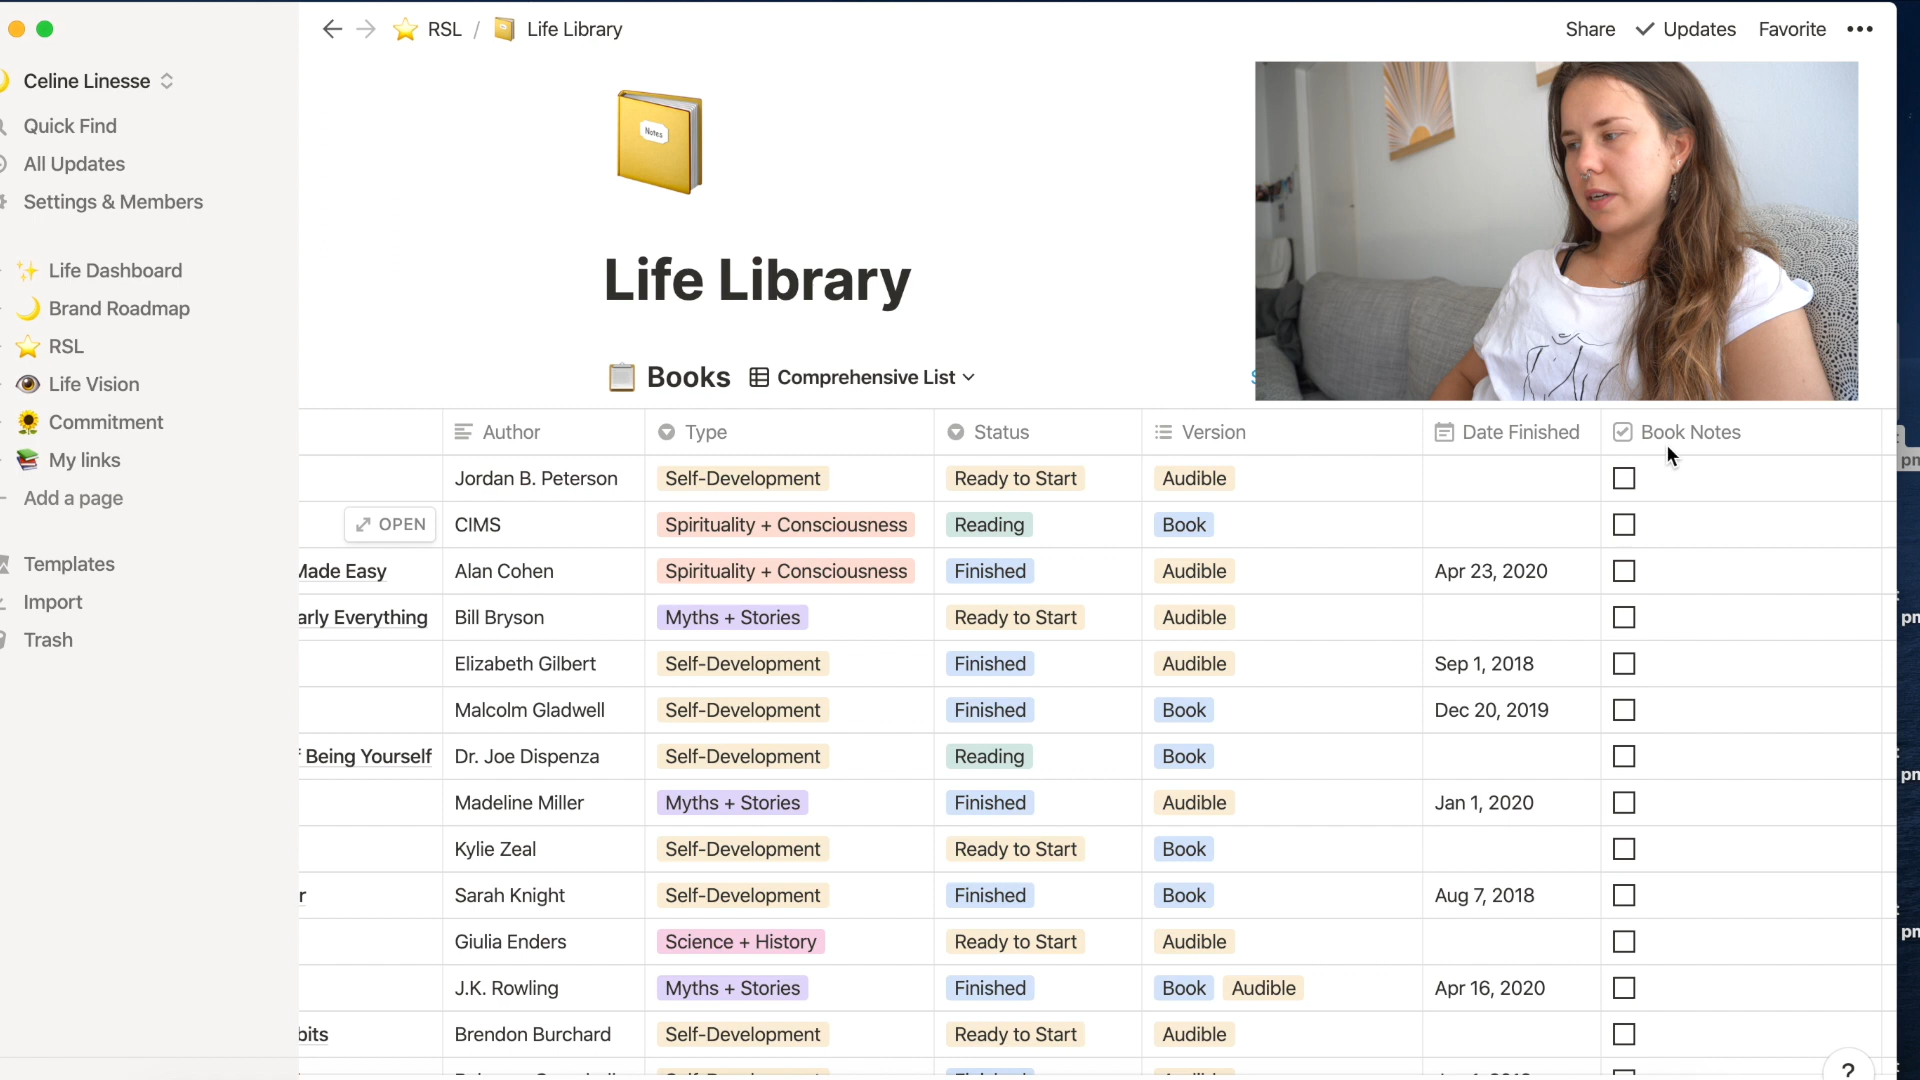 RSL / Life Library
Share Updates Favorite
Celine Linesse
Quick Find
All Updates
Settings & Members
Life Dashboard
Brand Roadmap
RSL
Life Vision
Commitment
My links
Add a page
Templates
Import
Trash
Notes
Life Library
Books Comprehensive List
Author Type Status Version Date Finished Book Notes
Jordan B. Peterson Self-Development Ready to Start Audible
OPEN CIMS Spirituality + Consciousness Reading Book
Made Easy Alan Cohen Spirituality + Consciousness Finished Audible Apr 23, 2020
arly Everything Bill Bryson Myths + Stories Ready to Start Audible
Elizabeth Gilbert Self-Development Finished Audible Sep 1, 2018
Malcolm Gladwell Self-Development Finished Book Dec 20, 2019
Being Yourself Dr. Joe Dispenza Self-Development Reading Book
Madeline Miller Myths + Stories Finished Audible Jan 1, 2020
Kylie Zeal Self-Development Ready to Start Book
r Sarah Knight Self-Development Finished Book Aug 7, 2018
Giulia Enders Science + History Ready to Start Audible
J.K. Rowling Myths + Stories Finished Book Audible Apr 16, 2020
bits Brendon Burchard Self-Development Ready to Start Audible
?
pm
pm
pm
pm